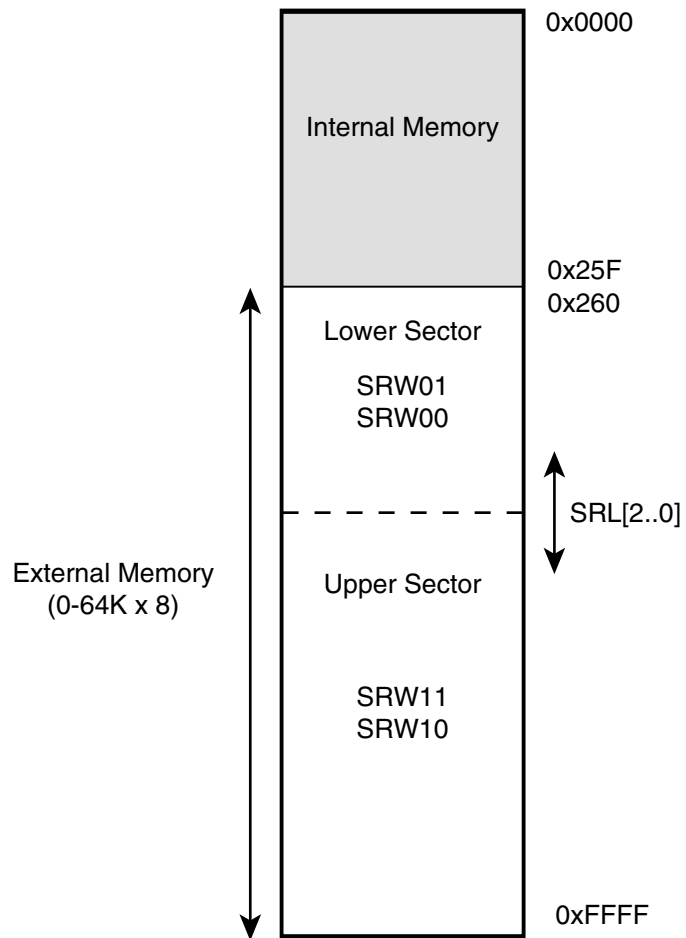 0x0000
Internal Memory
0x25F
0x260
Lower Sector
SRW01
SRW00
SRL[2..0]
External Memory
(0-64K x 8)
Upper Sector
SRW11
SRW10
0xFFFF